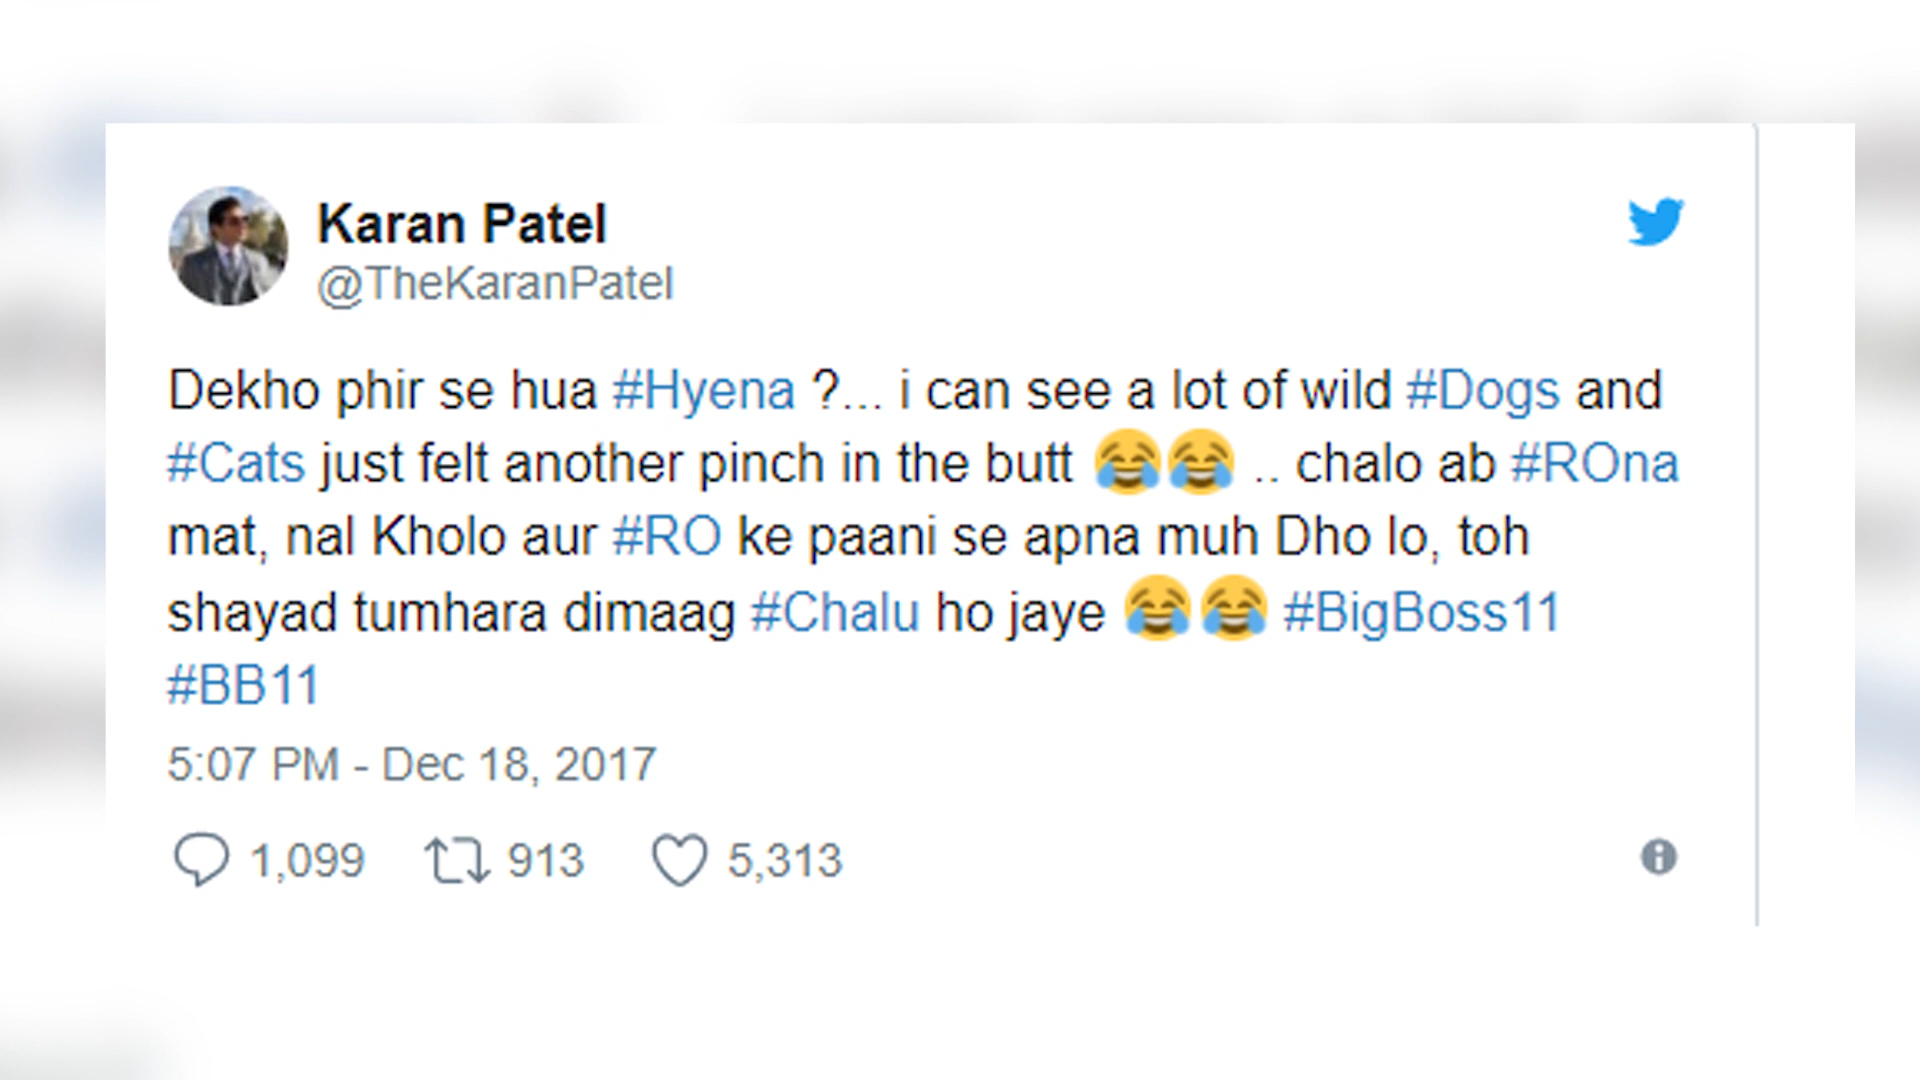 Karan Patel
@TheKaranPatel
Dekho phir se hua #Hyena ?... i can see a lot of wild #Dogs and
#Cats just felt another pinch in the butt 😂😂 .. chalo ab #ROna
mat, nal Kholo aur #RO ke paani se apna muh Dho lo, toh
shayad tumhara dimaag #Chalu ho jaye 😂😂 #BigBoss11
#BB11
5:07 PM - Dec 18, 2017
1,099 913 5,313